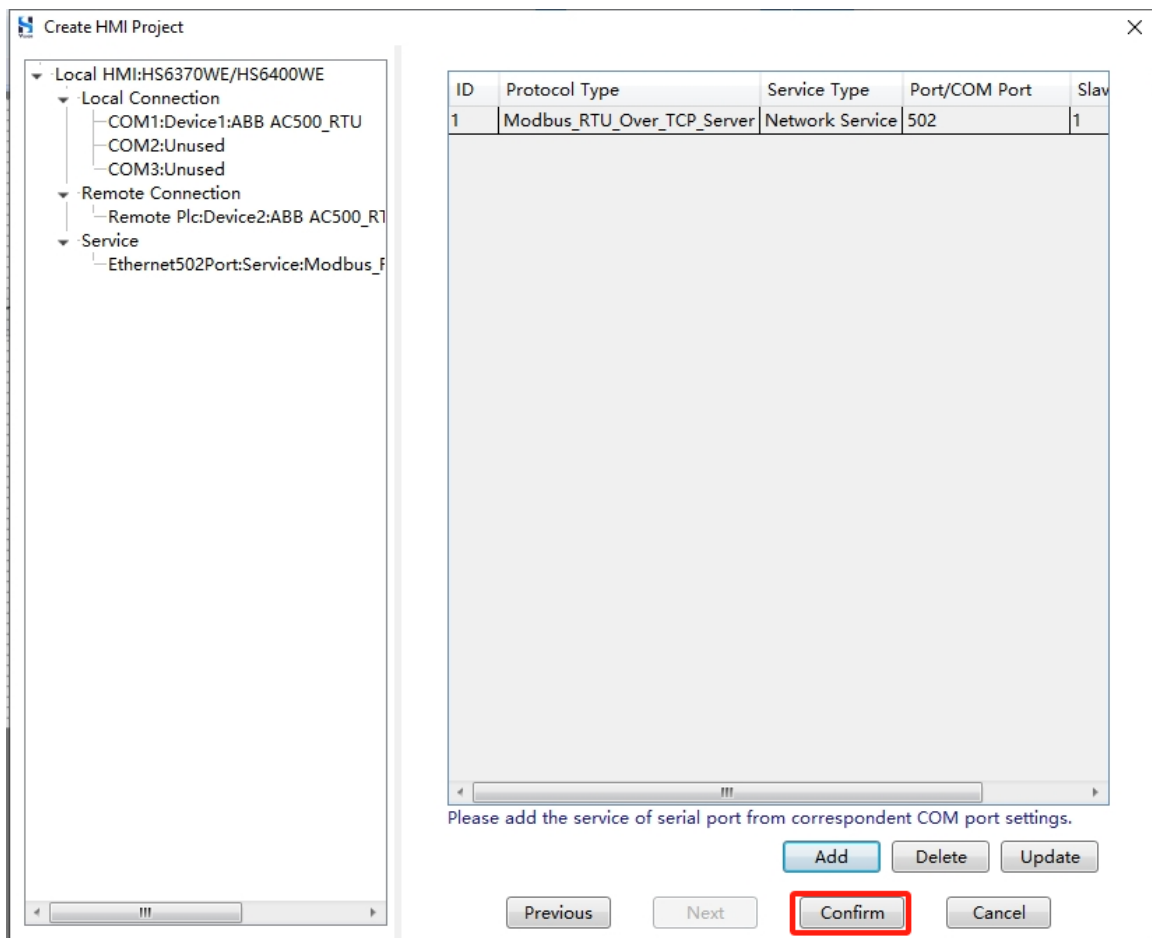 Create HMI Project
Local HMI:HS6370WE/HS6400WE
Local Connection
COM1:Device1:ABB AC500_RTU
COM2:Unused
COM3:Unused
Remote Connection
Remote Plc:Device2:ABB AC500_RT
Service
Ethernet502Port:Service:Modbus_R
ID Protocol Type Service Type Port/COM Port Slav
1 Modbus_RTU_Over_TCP_Server Network Service 502 1
Please add the service of serial port from correspondent COM port settings.
Add Delete Update
Previous Next Confirm Cancel